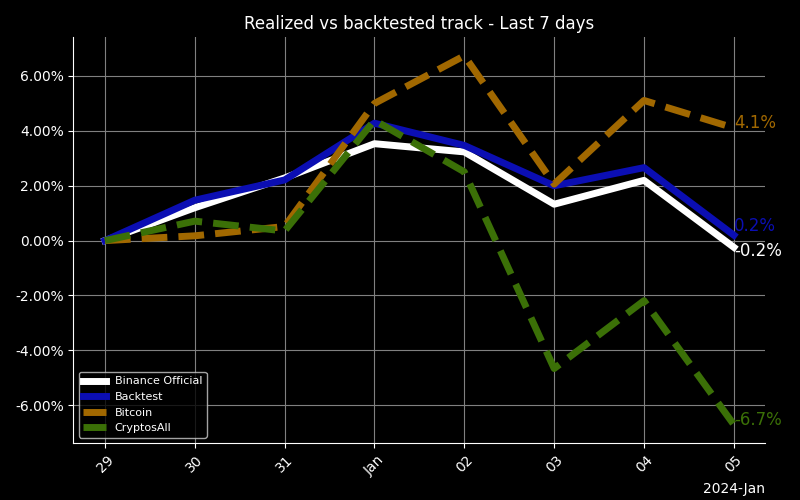 Realized vs backtested track - Last 7 days
6.00%
4.00%
2.00%
0.00%
-2.00%
-4.00%
-6.00%
4.1%
0.2%
-0.2%
-6.7%
Binance Official
Backtest
Bitcoin
CryptosAll
29
30
31
Jan
02
03
04
05
2024-Jan